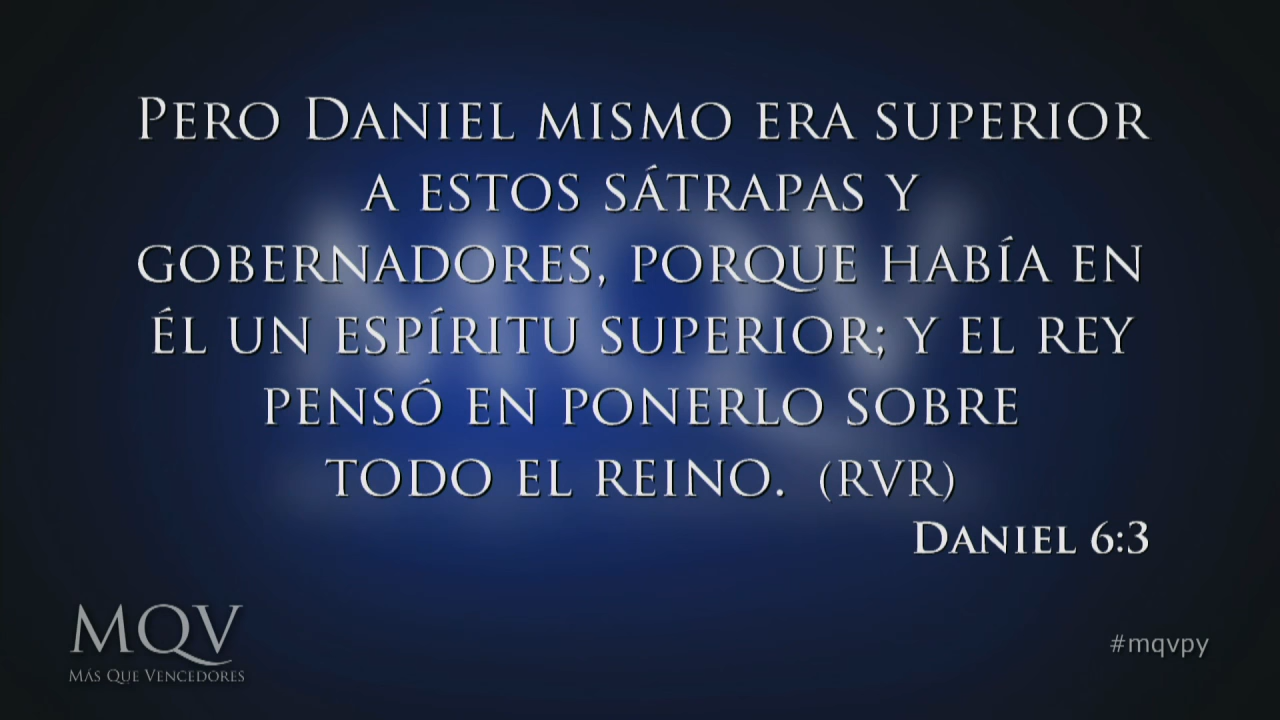 Pero Daniel mismo era superior
a estos sátrapas y
gobernadores, porque había en
él un espíritu superior; y el rey
pensó en ponerlo sobre
todo el reino. (RVR)
Daniel 6:3
MQV
Más Que Vencedores
#mqvpy